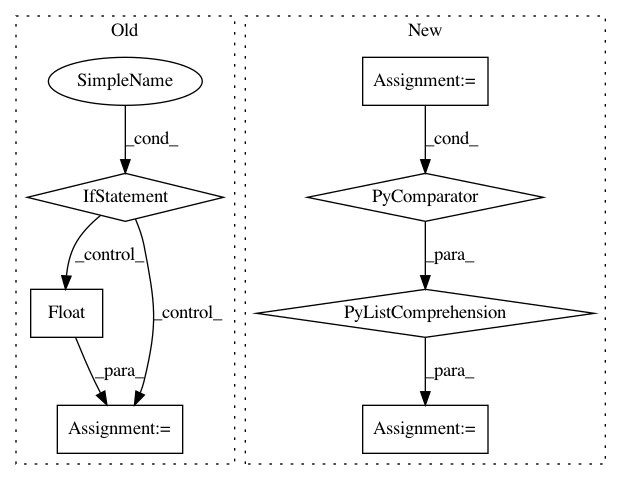 Old
New
SimpleName
Assignment:=
_cond_
_cond_
IfStatement
PyComparator
_control_
_control_
_para_
Float
PyListComprehension
_para_
_para_
Assignment:=
Assignment:=